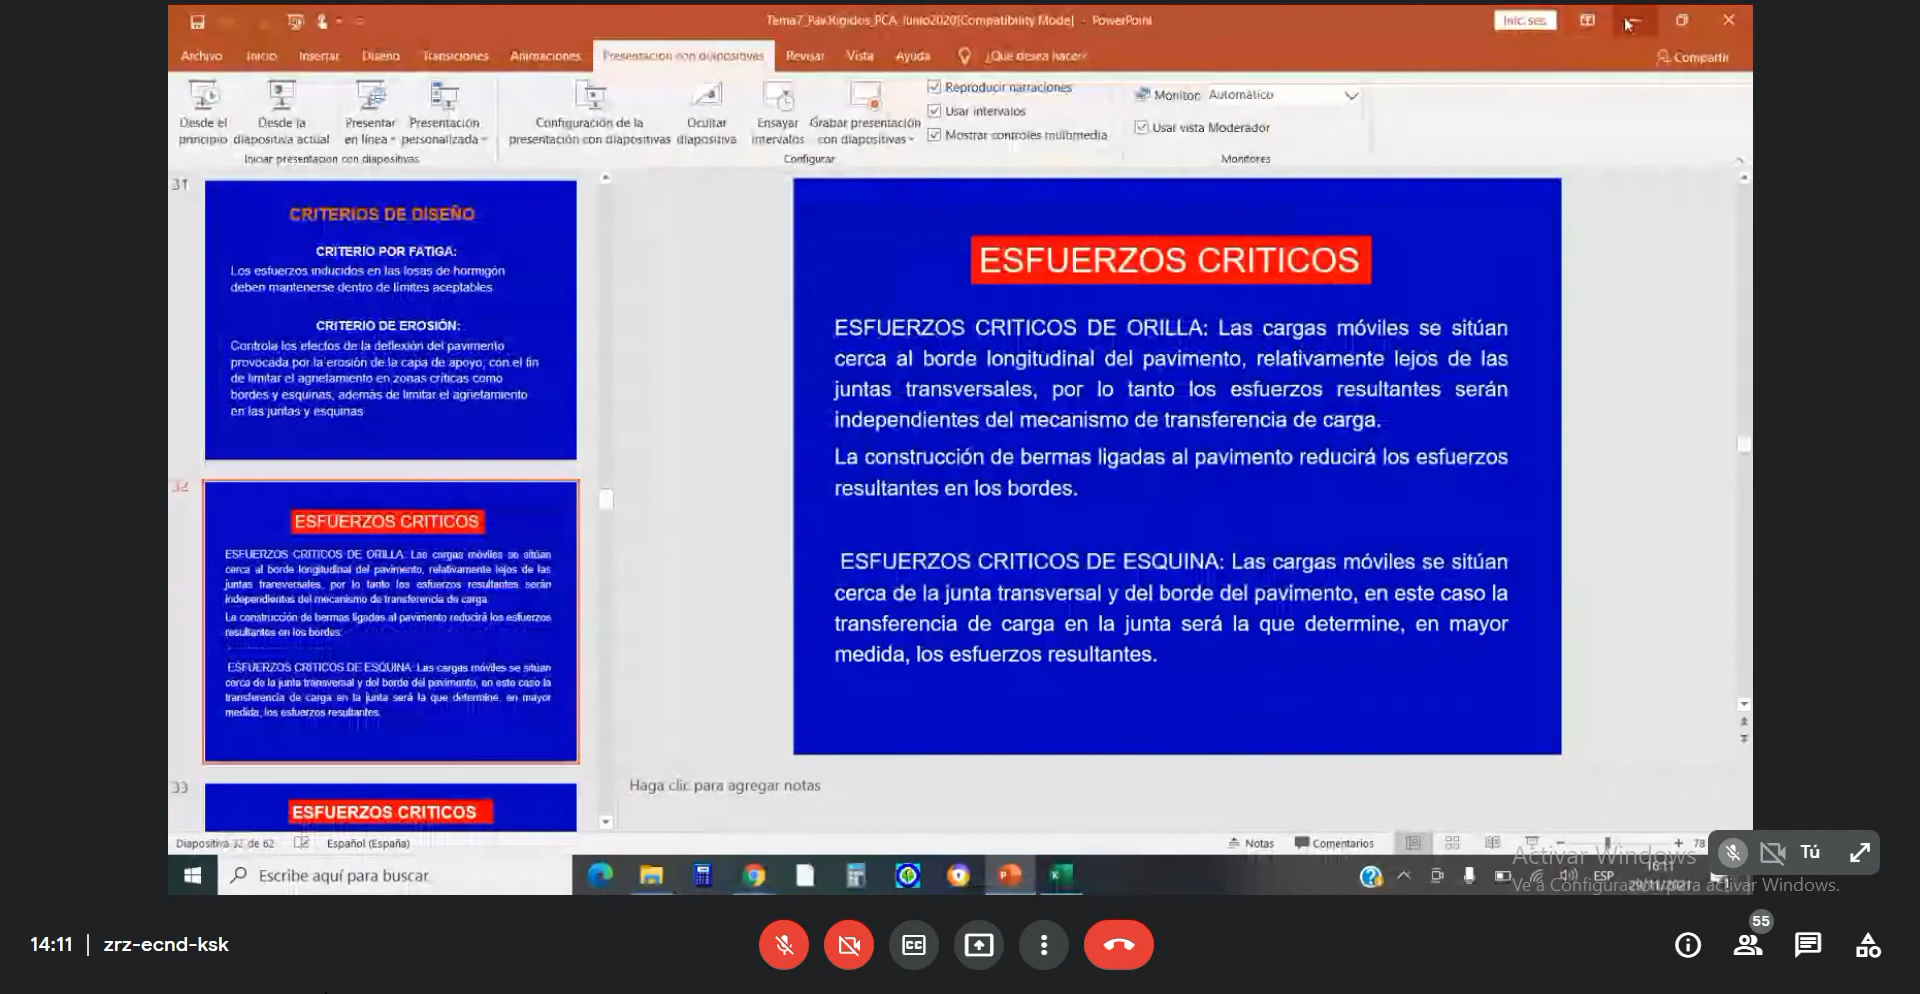 Tema7_Pav.Rigidos_PCA_Junio2020[Compatibility Mode] - PowerPoint
Inic. ses.
Archivo Inicio Insertar Diseño Transiciones Animaciones Presentacion con diapositivas Revisar Vista Ayuda ¿Qué desea hacer?
Compartir
Desde el principio
Desde la diapositiva actual
Presentar en línea
Presentación personalizada
Configuración de la presentación con diapositivas
Ocultar diapositiva
Ensayar intervalos
Grabar presentación con diapositivas
Reproducir narraciones
Usar intervalos
Mostrar controles multimedia
Monitor: Automático
Usar vista Moderador
Iniciar presentacion con diapositivas
Configurar
Monitores
31
CRITERIOS DE DISEÑO
CRITERIO POR FATIGA:
Los esfuerzos inducidos en las losas de hormigón
deben mantenerse dentro de límites aceptables
CRITERIO DE EROSIÓN:
Controla los efectos de la deflexión del pavimento
provocada por la erosión de la capa de apoyo, con el fin
de limitar el agrietamiento en zonas críticas como
bordes y esquinas, además de limitar el agrietamiento
en las juntas y esquinas
32
ESFUERZOS CRITICOS
ESFUERZOS CRITICOS DE ORILLA: Las cargas móviles se sitúan
cerca al borde longitudinal del pavimento, relativamente lejos de las
juntas transversales, por lo tanto los esfuerzos resultantes serán
independientes del mecanismo de transferencia de carga.
La construcción de bermas ligadas al pavimento reducirá los esfuerzos
resultantes en los bordes.
ESFUERZOS CRITICOS DE ESQUINA: Las cargas móviles se sitúan
cerca de la junta transversal y del borde del pavimento, en este caso la
transferencia de carga en la junta será la que determine, en mayor
medida, los esfuerzos resultantes.
33
ESFUERZOS CRITICOS
ESFUERZOS CRITICOS
ESFUERZOS CRITICOS DE ORILLA: Las cargas móviles se sitúan
cerca al borde longitudinal del pavimento, relativamente lejos de las
juntas transversales, por lo tanto los esfuerzos resultantes serán
independientes del mecanismo de transferencia de carga.
La construcción de bermas ligadas al pavimento reducirá los esfuerzos
resultantes en los bordes.
ESFUERZOS CRITICOS DE ESQUINA: Las cargas móviles se sitúan
cerca de la junta transversal y del borde del pavimento, en este caso la
transferencia de carga en la junta será la que determine, en mayor
medida, los esfuerzos resultantes.
Haga clic para agregar notas
Diapositiva 32 de 62 Español (España)
Notas Comentarios 78
Escribe aquí para buscar
ESP
16:11
29/11/2021
Activar Windows
Ve a Configuración para activar Windows.
Tú
14:11 | zrz-ecnd-ksk
CC
55